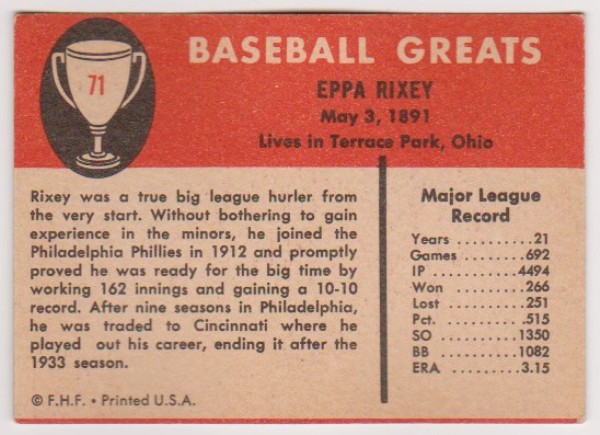 71
BASEBALL GREATS
EPPA RIXEY
May 3, 1891
Lives in Terrace Park, Ohio
Rixey was a true big league hurler from
the very start. Without bothering to gain
experience in the minors, he joined the
Philadelphia Phillies in 1912 and promptly
proved he was ready for the big time by
working 162 innings and gaining a 10-10
record. After nine seasons in Philadelphia,
he was traded to Cincinnati where he
played out his career, ending it after the
1933 season.
© F.H.F. • Printed U.S.A.
Major League
Record
Years ..........21
Games ........692
IP ............4494
Won ..........266
Lost ...........251
Pct. ...........515
SO ...........1350
BB ...........1082
ERA ..........3.15